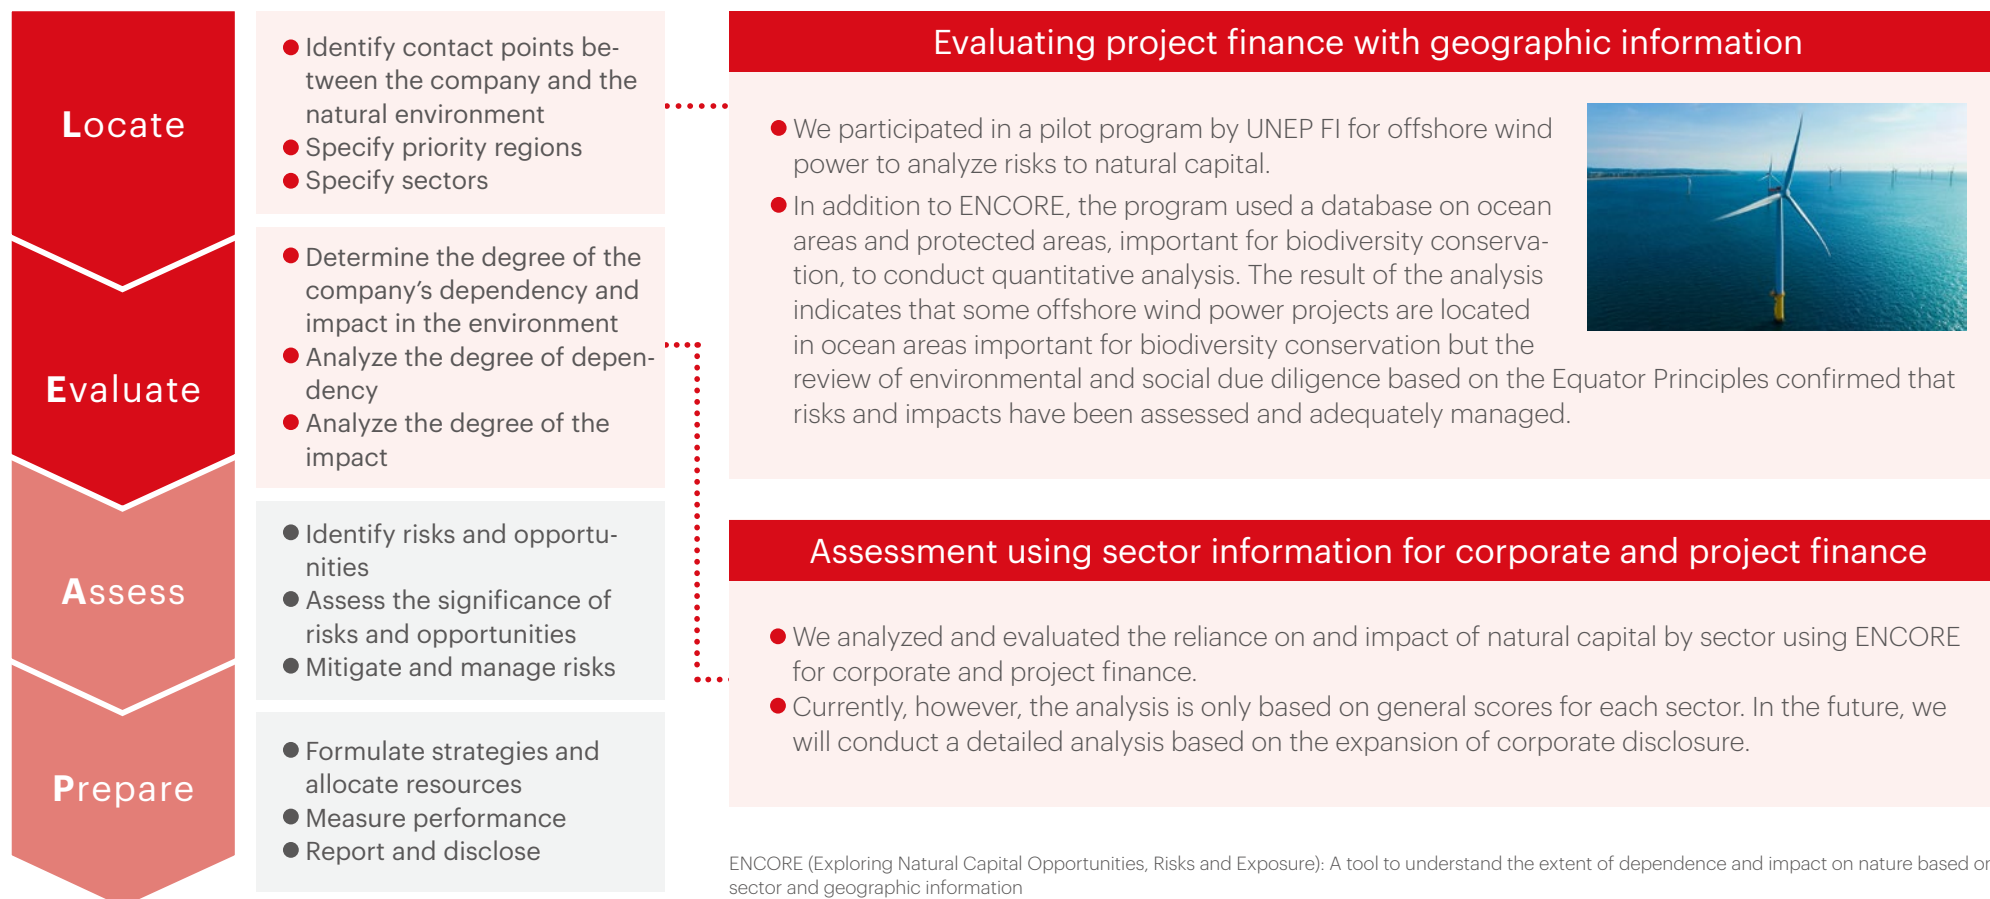 Locate
Identify contact points be-
tween the company and the
natural environment
Specify priority regions
Specify sectors
Evaluate
Determine the degree of the
company’s dependency and
impact in the environment
Analyze the degree of depen-
dency
Analyze the degree of the
impact
Assess
Identify risks and opportu-
nities
Assess the significance of
risks and opportunities
Mitigate and manage risks
Prepare
Formulate strategies and
allocate resources
Measure performance
Report and disclose
Evaluating project finance with geographic information
We participated in a pilot program by UNEP FI for offshore wind
power to analyze risks to natural capital.
In addition to ENCORE, the program used a database on ocean
areas and protected areas, important for biodiversity conserva-
tion, to conduct quantitative analysis. The result of the analysis
indicates that some offshore wind power projects are located
in ocean areas important for biodiversity conservation but the
review of environmental and social due diligence based on the Equator Principles confirmed that
risks and impacts have been assessed and adequately managed.
Assessment using sector information for corporate and project finance
We analyzed and evaluated the reliance on and impact of natural capital by sector using ENCORE
for corporate and project finance.
Currently, however, the analysis is only based on general scores for each sector. In the future, we
will conduct a detailed analysis based on the expansion of corporate disclosure.
ENCORE (Exploring Natural Capital Opportunities, Risks and Exposure): A tool to understand the extent of dependence and impact on nature based on
sector and geographic information